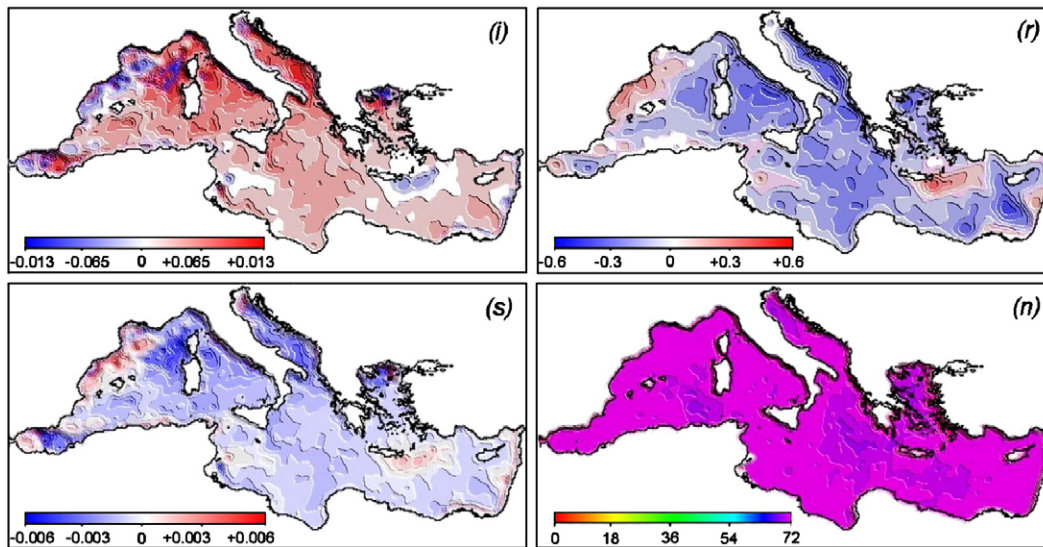 (i)
-0.013 -0.065 0 +0.065 +0.013
(r)
-0.6 -0.3 0 +0.3 +0.6
(s)
-0.006 -0.003 0 +0.003 +0.006
(n)
0 18 36 54 72